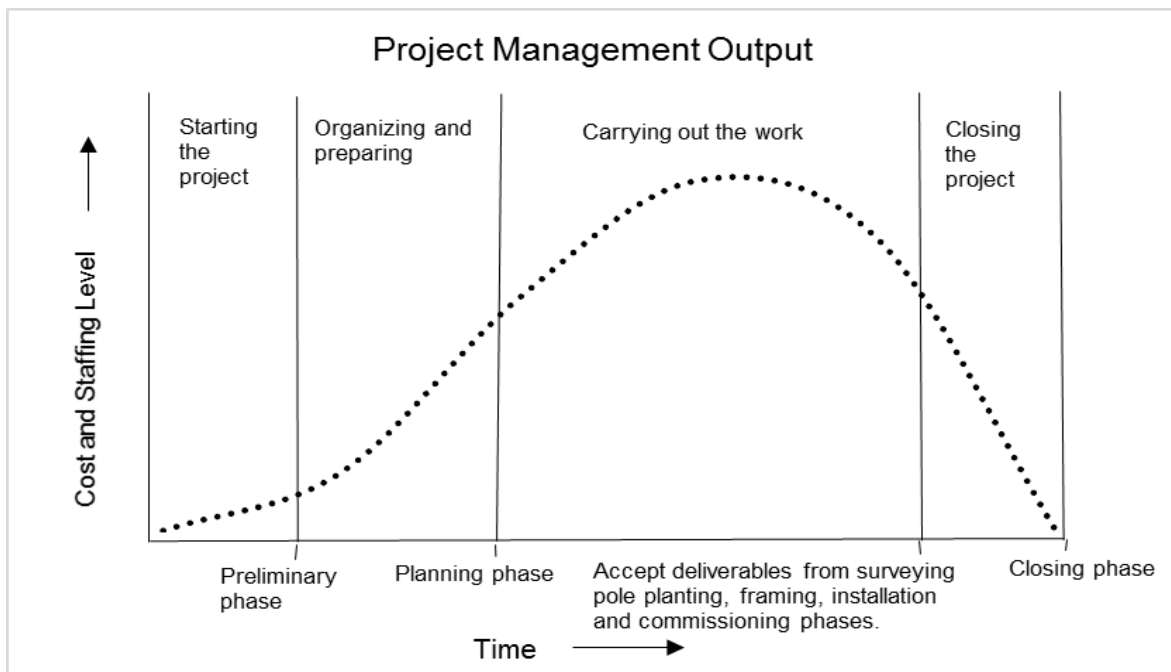 Project Management Output
Starting
the
project
Organizing and
preparing
Carrying out the work
Closing
the
project
Cost and Staffing Level
Preliminary
phase
Planning phase
Accept deliverables from surveying
pole planting, framing, installation
and commissioning phases.
Closing phase
Time